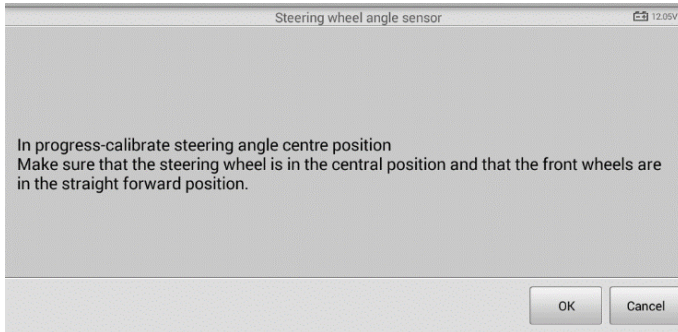 Steering wheel angle sensor
12.05V
In progress-calibrate steering angle centre position
Make sure that the steering wheel is in the central position and that the front wheels are
in the straight forward position.
OK
Cancel